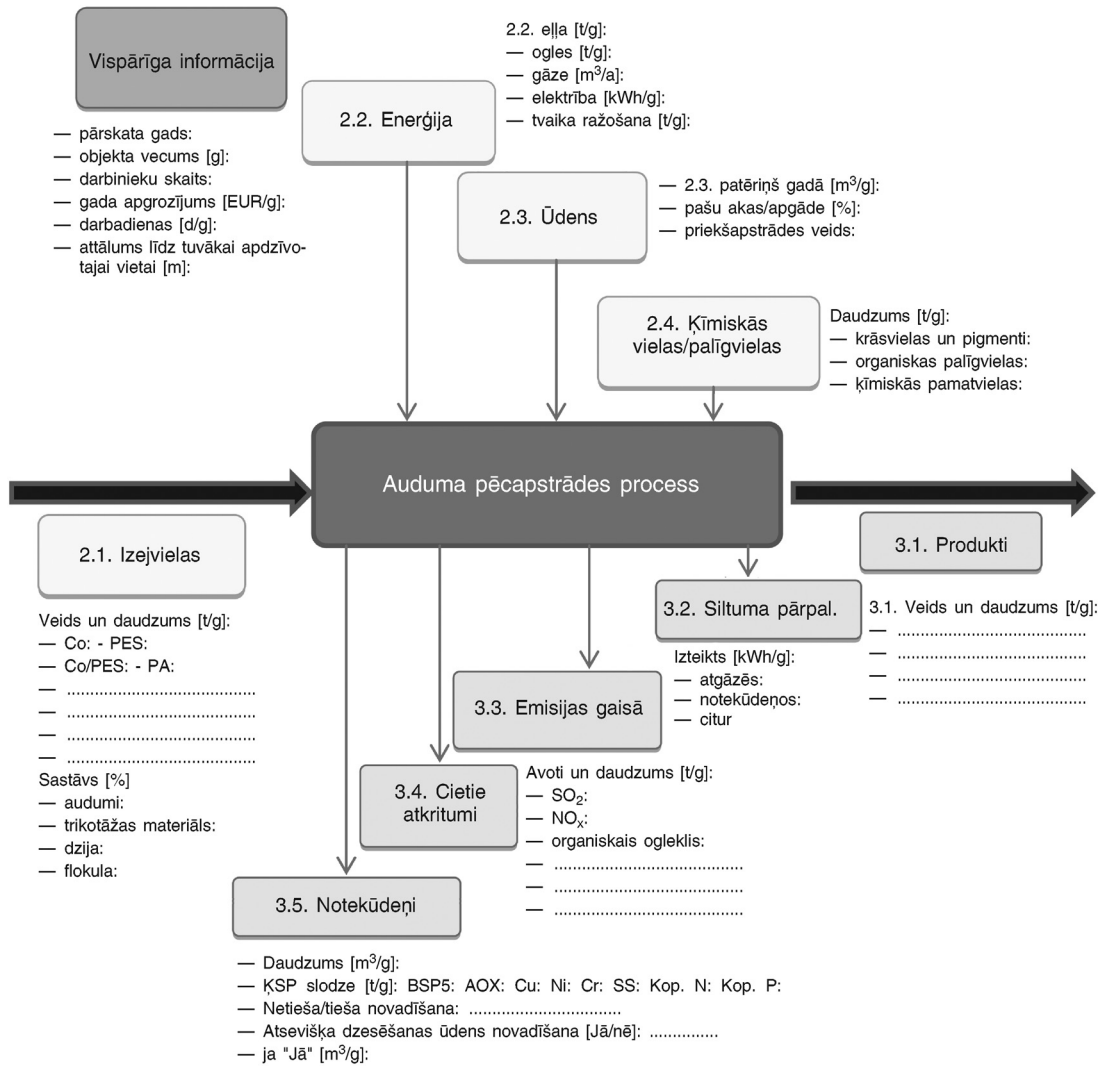 Vispārīga informācija
— pārskata gads:
— objekta vecums [g]:
— darbinieku skaits:
— gada apgrozījums [EUR/g]:
— darbadienas [d/g]:
— attālums līdz tuvākai apdzīvo-
tajai vietai [m]:
2.2. Enerģija
2.2. eļļa [t/g]:
— ogles [t/g]:
— gāze [m³/a]:
— elektrība [kWh/g]:
— tvaika ražošana [t/g]:
2.3. Ūdens
— 2.3. patēriņš gadā [m³/g]:
— pašu akas/apgāde [%]:
— priekšapstrādes veids:
2.4. Ķīmiskās
vielas/palīgvielas
Daudzums [t/g]:
— krāsvielas un pigmenti:
— organiskas palīgvielas:
— ķīmiskās pamatvielas:
Auduma pēcapstrādes process
2.1. Izejvielas
Veids un daudzums [t/g]:
— Co: - PES:
— Co/PES: - PA:
— ..........................................
— ..........................................
— ..........................................
— ..........................................
Sastāvs [%]
— audumi:
— trikotāžas materiāls:
— dzija:
— flokula:
3.1. Produkti
3.1. Veids un daudzums [t/g]:
— ..........................................
— ..........................................
— ..........................................
— ..........................................
3.2. Siltuma pārpal.
Izteikts [kWh/g]:
— atgāzēs:
— notekūdeņos:
— citur
3.3. Emisijas gaisā
Avoti un daudzums [t/g]:
— SO₂:
— NOₓ:
— organiskais ogleklis:
— ..........................................
— ..........................................
— ..........................................
3.4. Cietie
atkritumi
3.5. Notekūdeņi
— Daudzums [m³/g]:
— ĶSP slodze [t/g]: BSP5: AOX: Cu: Ni: Cr: SS: Kop. N: Kop. P:
— Netieša/tieša novadīšana: ..................................
— Atsevišķa dzesēšanas ūdens novadīšana [Jā/nē]: ...............
— ja "Jā" [m³/g]: